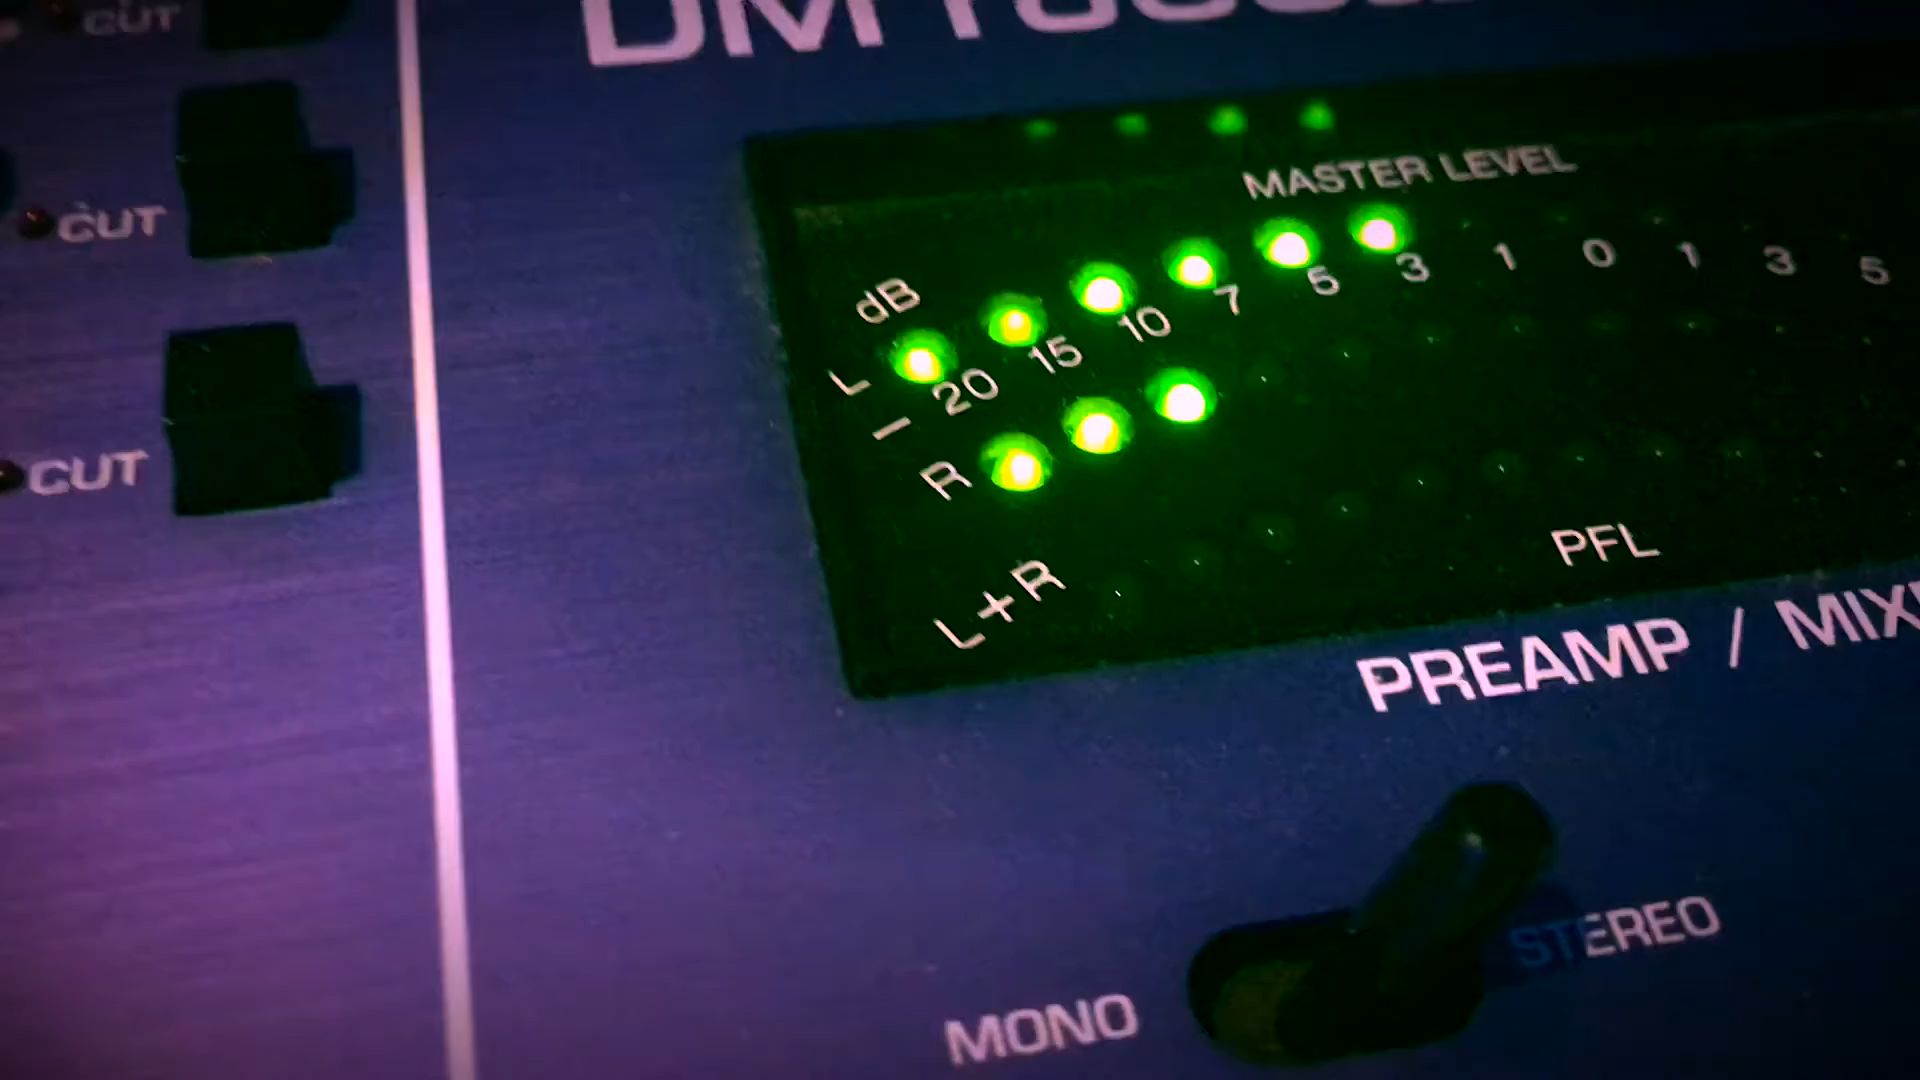 CUT
MASTER LEVEL
dB
L
20 15 10 7 5 3 1 0 1 3 5
–
R
L+R
PFL
PREAMP /
CUT
CUT
STEREO
MONO